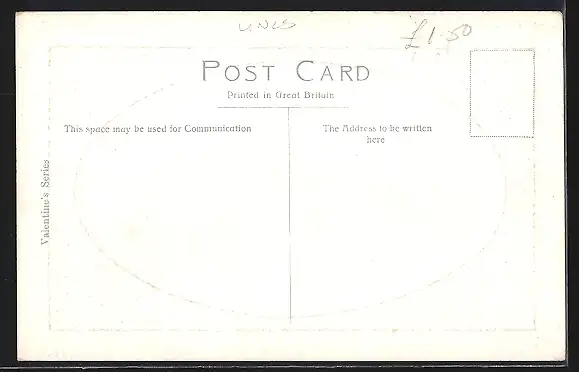 LINCS
£1.50
POST CARD
Printed in Great Britain
This space may be used for Communication
The Address to be written
here
Valentine's Series